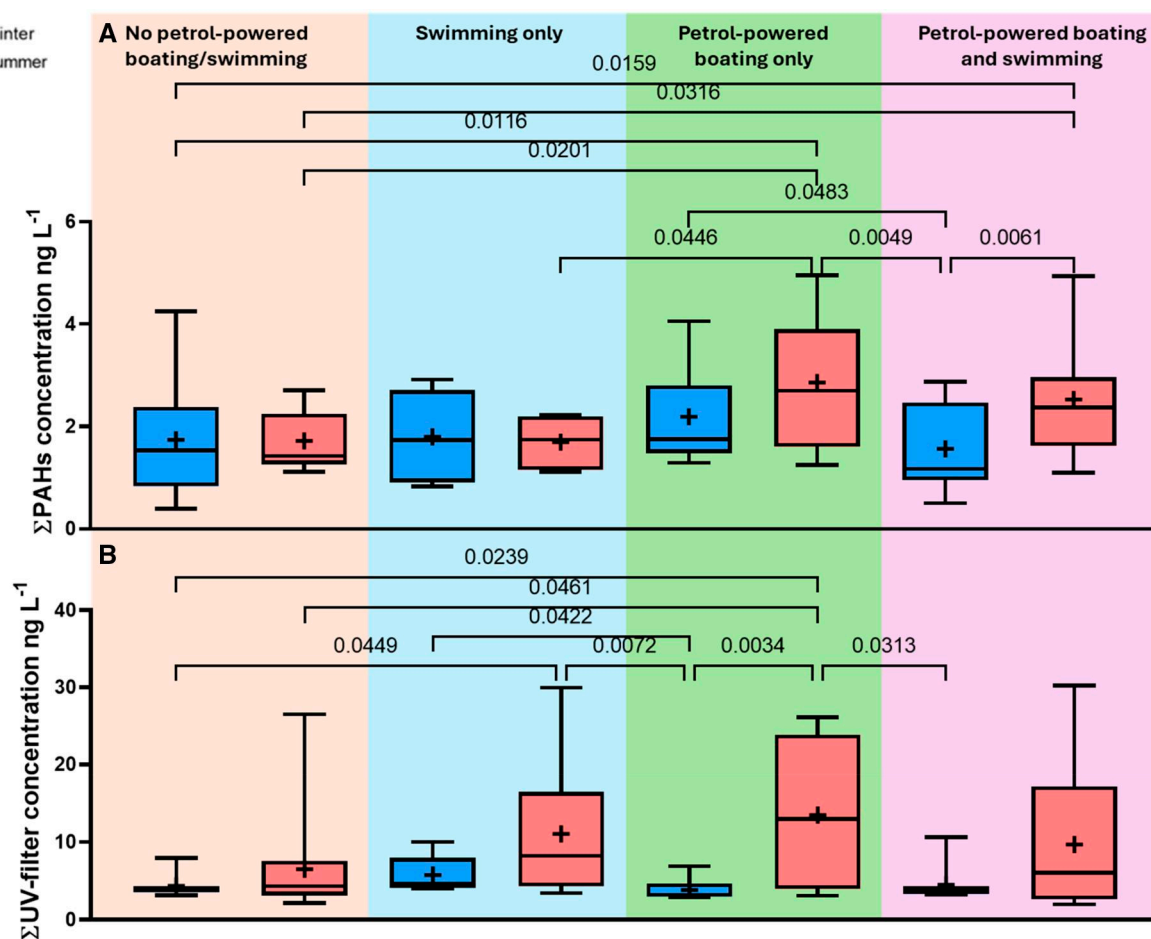 inter
ummer
A
No petrol-powered
boating/swimming
Swimming only
Petrol-powered
boating only
Petrol-powered boating
and swimming
0.0159
0.0316
0.0116
0.0201
0.0483
0.0446
0.0049
0.0061
ΣPAHs concentration ng L⁻¹
6
4
2
0
B
0.0239
0.0461
0.0422
0.0449
0.0072
0.0034
0.0313
ΣUV-filter concentration ng L⁻¹
40
30
20
10
0